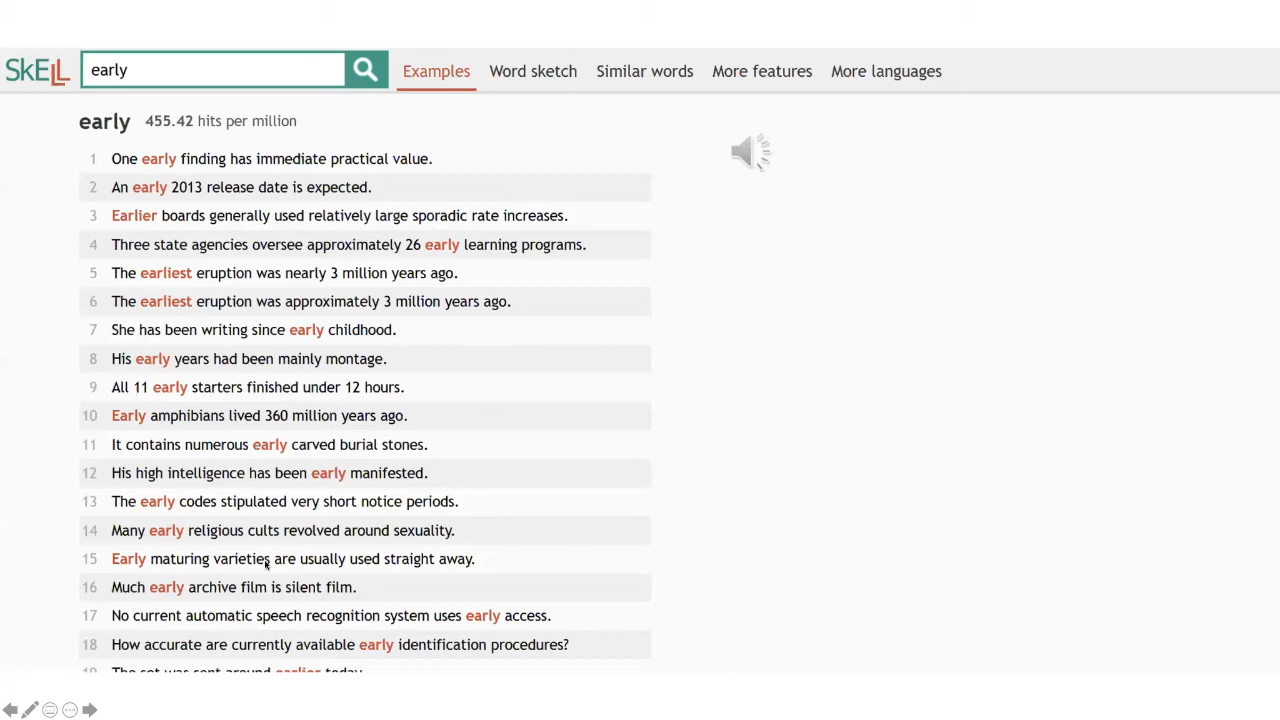 SkELL
early
Examples
Word sketch
Similar words
More features
More languages
early 455.42 hits per million
1 One early finding has immediate practical value.
2 An early 2013 release date is expected.
3 Earlier boards generally used relatively large sporadic rate increases.
4 Three state agencies oversee approximately 26 early learning programs.
5 The earliest eruption was nearly 3 million years ago.
6 The earliest eruption was approximately 3 million years ago.
7 She has been writing since early childhood.
8 His early years had been mainly montage.
9 All 11 early starters finished under 12 hours.
10 Early amphibians lived 360 million years ago.
11 It contains numerous early carved burial stones.
12 His high intelligence has been early manifested.
13 The early codes stipulated very short notice periods.
14 Many early religious cults revolved around sexuality.
15 Early maturing varieties are usually used straight away.
16 Much early archive film is silent film.
17 No current automatic speech recognition system uses early access.
18 How accurate are currently available early identification procedures?
19 The set was sent around earlier today.